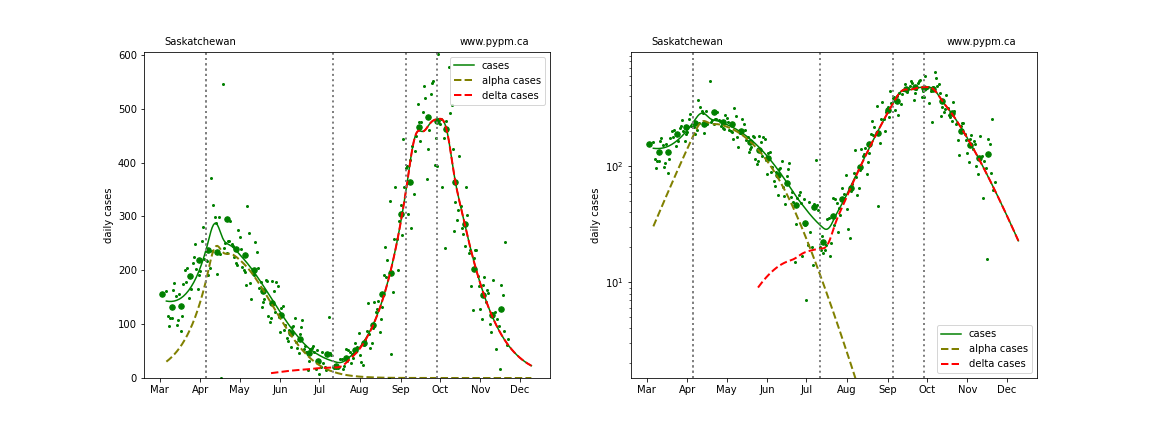 Saskatchewan www.pypm.ca
600
500
400
300
200
100
0
daily cases
cases
alpha cases
delta cases
Mar Apr May Jun Jul Aug Sep Oct Nov Dec
Saskatchewan www.pypm.ca
10²
10¹
daily cases
cases
alpha cases
delta cases
Mar Apr May Jun Jul Aug Sep Oct Nov Dec